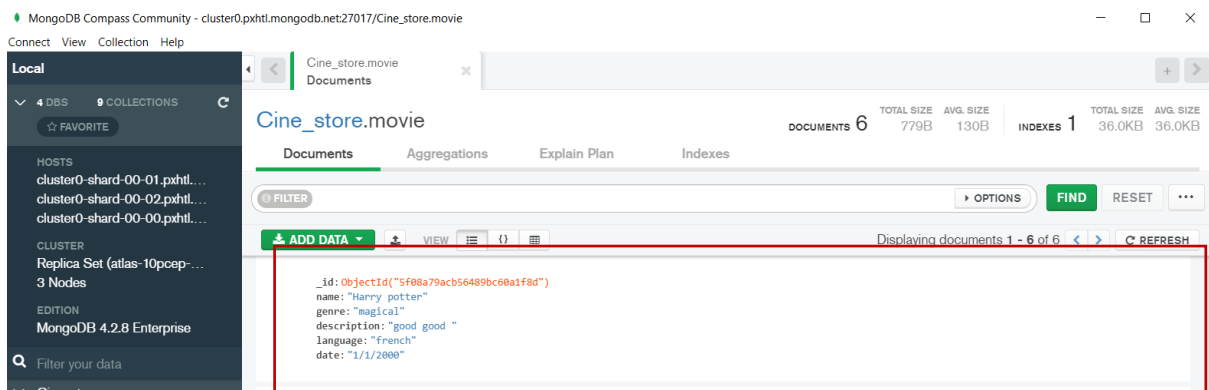 MongoDB Compass Community - cluster0.pxhtl.mongodb.net:27017/Cine_store.movie
Connect View Collection Help
Local
4 DBS 9 COLLECTIONS
FAVORITE
HOSTS
cluster0-shard-00-01.pxhtl....
cluster0-shard-00-02.pxhtl....
cluster0-shard-00-00.pxhtl....
CLUSTER
Replica Set (atlas-10pcep-...
3 Nodes
EDITION
MongoDB 4.2.8 Enterprise
Filter your data
Cine_store.movie
Documents
Cine_store.movie
DOCUMENTS 6 TOTAL SIZE 779B AVG. SIZE 130B INDEXES 1 TOTAL SIZE 36.0KB AVG. SIZE 36.0KB
Documents Aggregations Explain Plan Indexes
FILTER OPTIONS FIND RESET ...
ADD DATA VIEW {} Displaying documents 1 - 6 of 6 < > REFRESH
_id: ObjectId("5f08a79acb56489bc60a1f8d")
name: "Harry potter"
genre: "magical"
description: "good good "
language: "french"
date: "1/1/2000"